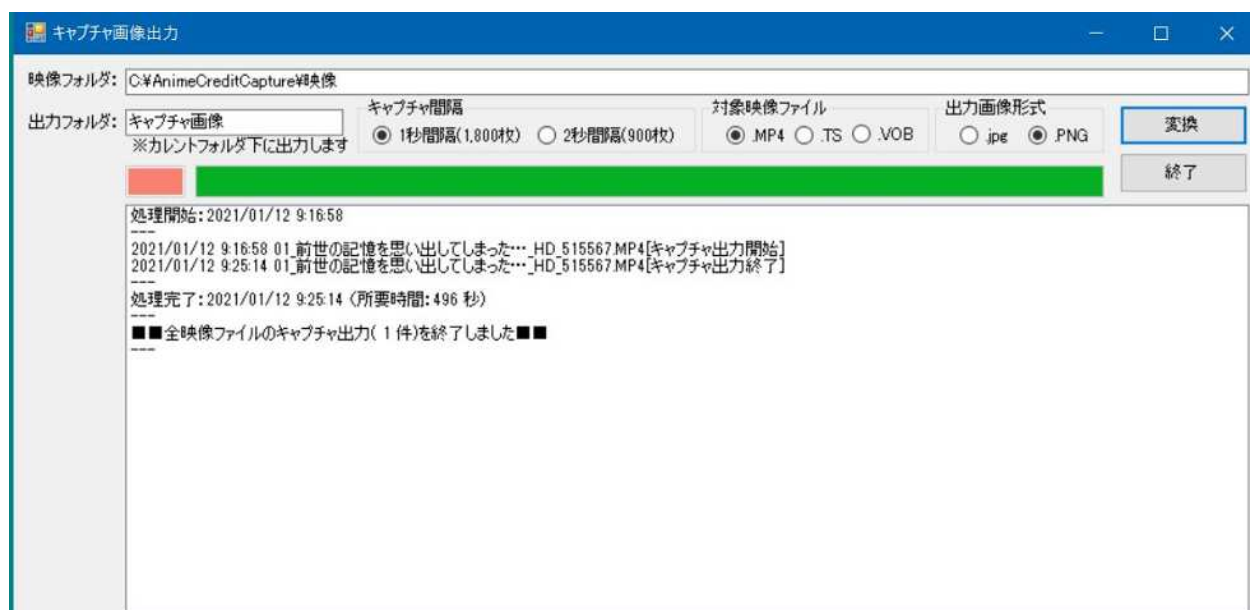 キャプチャ画像出力
映像フォルダ: C:¥AnimeCreditCapture¥映像
出力フォルダ: キャプチャ画像
※カレントフォルダ下に出力します
キャプチャ間隔
1秒間隔(1,800枚) 2秒間隔(900枚)
対象映像ファイル
.MP4 .TS .VOB
出力画像形式
.jpg .PNG
変換
終了
処理開始:2021/01/12 9:16:58
---
2021/01/12 9:16:58 01_前世の記憶を思い出してしまった…_HD_515567.MP4[キャプチャ出力開始]
2021/01/12 9:25:14 01_前世の記憶を思い出してしまった…_HD_515567.MP4[キャプチャ出力終了]
---
処理完了:2021/01/12 9:25:14 (所要時間:496 秒)
---
■■全映像ファイルのキャプチャ出力( 1 件)を終了しました■■
---